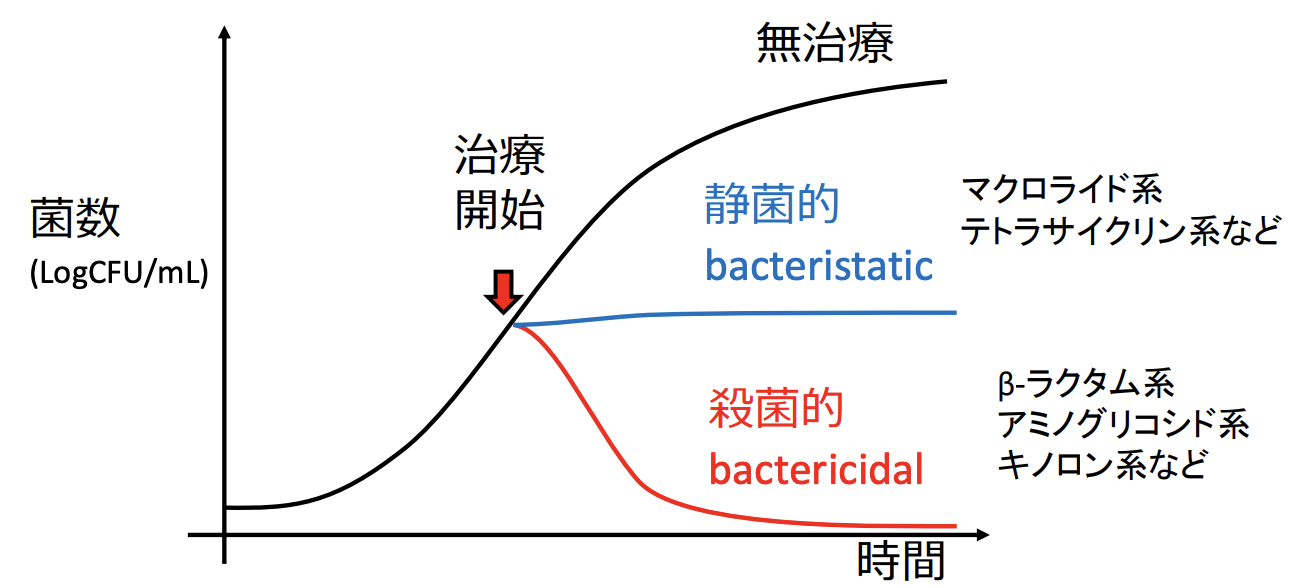 無治療
治療
開始
菌数
(LogCFU/mL)
静菌的
bacteristatic
マクロライド系
テトラサイクリン系など
殺菌的
bactericidal
β-ラクタム系
アミノグリコシド系
キノロン系など
時間